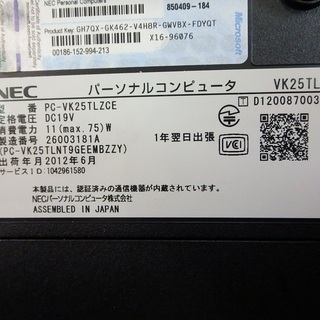 NEC Personal Computers
850409-184
Product Key: GH7QX-GK462-V4H8R-GWVBX-FDYQT
00186-152-994-213
X16-96076
Microsoft
NEC パーソナルコンピュータ VK25TL
型番 PC-VK25TLZCE
定格電圧 DC19V
消費電力 11(max.75)W
製造番号 26003181A
(PC-VK25TLNT9GEEMBZZY)
出荷年月 2012年6月
サービスID:1042961580
1年翌日出張
VCCI
T D120087003
本製品には、認証済みの通信機器が内蔵されています。
NECパーソナルコンピュータ株式会社
ASSEMBLED IN JAPAN